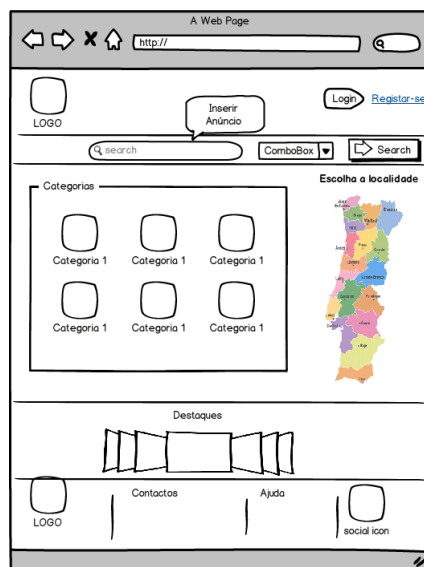 A Web Page
http://
LOGO
Inserir
Anúncio
Login
Registar-se
search
ComboBox
Search
Categorias
Categoria 1
Categoria 1
Categoria 1
Categoria 1
Categoria 1
Categoria 1
Escolha a localidade
Destaques
LOGO
Contactos
Ajuda
social icon